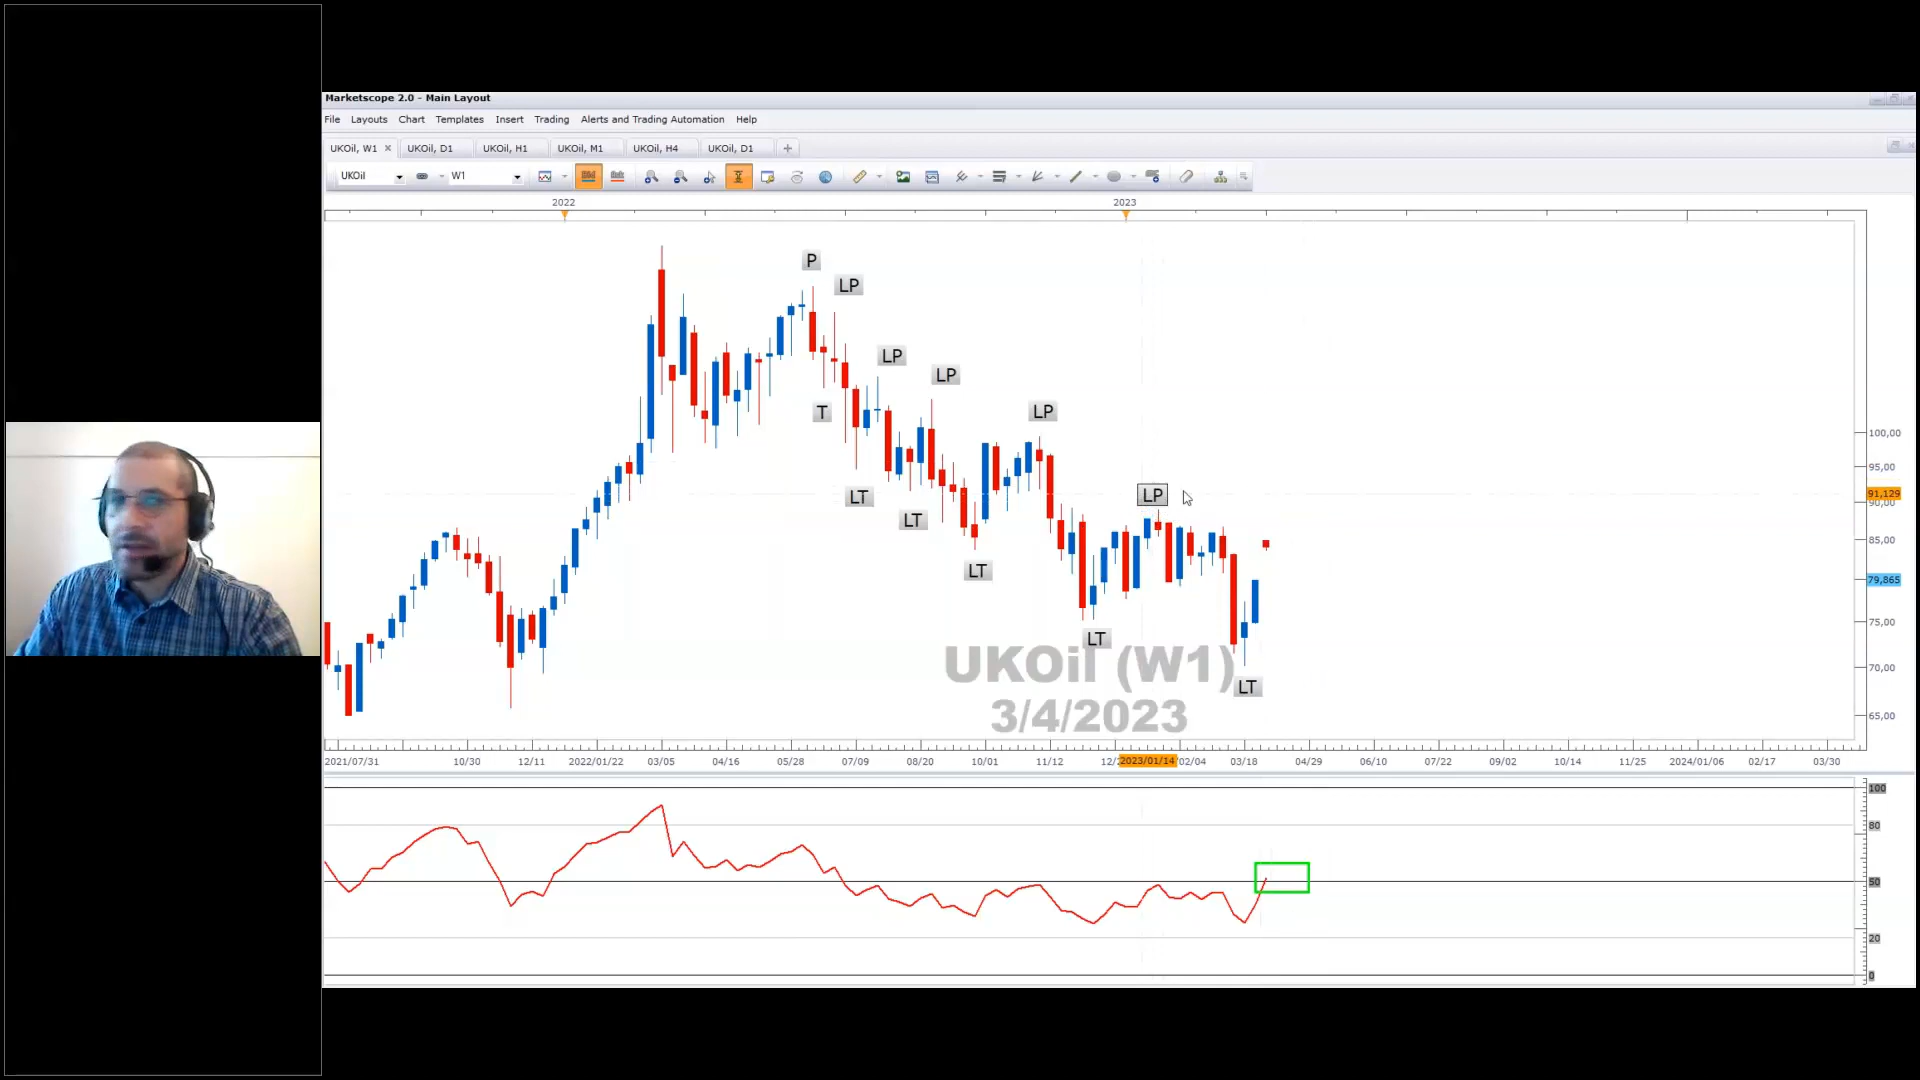 Marketscope 2.0 - Main Layout
File Layouts Chart Templates Insert Trading Alerts and Trading Automation Help
UKOil, W1 UKOil, D1 UKOil, H1 UKOil, M1 UKOil, H4 UKOil, D1
UKOil W1
2022 2023
P
LP
LP
LP
T
LP
100,00
95,00
LT
LP
91,129
90,00
LT
85,00
LT
79,865
75,00
LT
UKOil (W1)
70,00
LT
3/4/2023
65,00
2021/07/31 10/30 12/11 2022/01/22 03/05 04/16 05/28 07/09 08/20 10/01 11/12 12/ 2023/01/14 02/04 03/18 04/29 06/10 07/22 09/02 10/14 11/25 2024/01/06 02/17 03/30
100
80
50
20
0